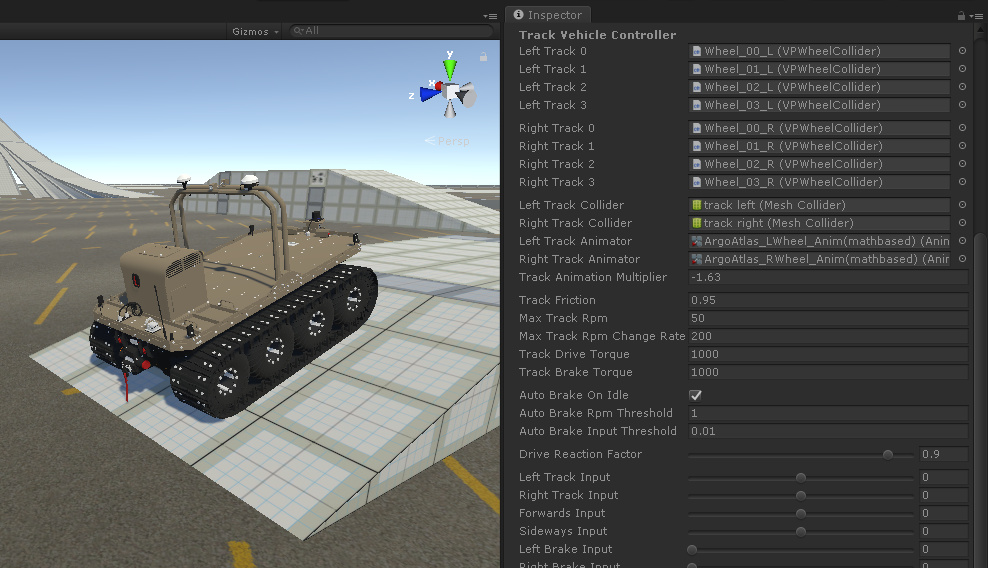 Gizmos
All
y
x
z
Persp
Inspector
Track Vehicle Controller
Left Track 0 Wheel_00_L (VPWheelCollider)
Left Track 1 Wheel_01_L (VPWheelCollider)
Left Track 2 Wheel_02_L (VPWheelCollider)
Left Track 3 Wheel_03_L (VPWheelCollider)
Right Track 0 Wheel_00_R (VPWheelCollider)
Right Track 1 Wheel_01_R (VPWheelCollider)
Right Track 2 Wheel_02_R (VPWheelCollider)
Right Track 3 Wheel_03_R (VPWheelCollider)
Left Track Collider track left (Mesh Collider)
Right Track Collider track right (Mesh Collider)
Left Track Animator ArgoAtlas_LWheel_Anim(mathbased) (Anin
Right Track Animator ArgoAtlas_RWheel_Anim(mathbased) (Anin
Track Animation Multiplier -1.63
Track Friction 0.95
Max Track Rpm 50
Max Track Rpm Change Rate 200
Track Drive Torque 1000
Track Brake Torque 1000
Auto Brake On Idle
Auto Brake Rpm Threshold 1
Auto Brake Input Threshold 0.01
Drive Reaction Factor 0.9
Left Track Input 0
Right Track Input 0
Forwards Input 0
Sideways Input 0
Left Brake Input 0
Right Brake Input 0